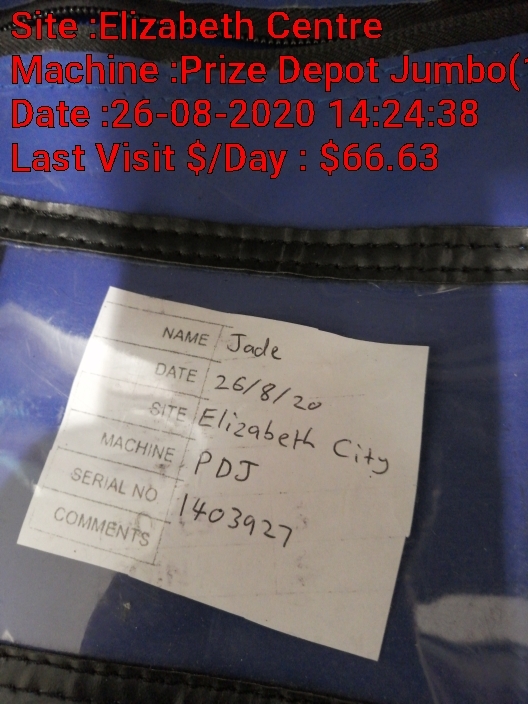 Site :Elizabeth Centre
Machine :Prize Depot Jumbo(
Date :26-08-2020 14:24:38
Last Visit $/Day : $66.63
NAME Jade
DATE 26/8/20
SITE Elizabeth City
MACHINE PDJ
SERIAL NO 1403927
COMMENTS